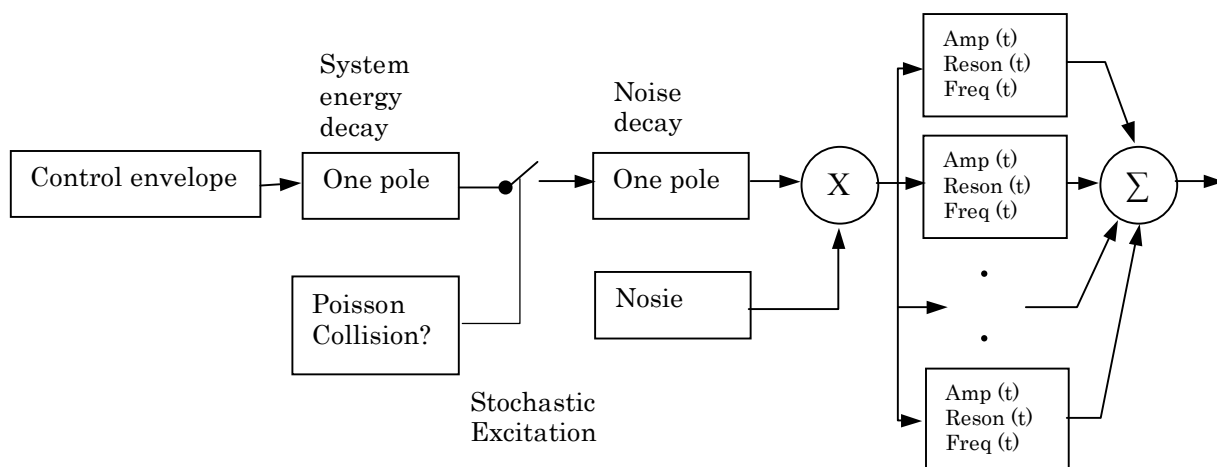 Control envelope
System
energy
decay
One pole
Poisson
Collision?
Stochastic
Excitation
Noise
decay
One pole
Nosie
X
Amp (t)
Reson (t)
Freq (t)
Amp (t)
Reson (t)
Freq (t)
Amp (t)
Reson (t)
Freq (t)
Σ